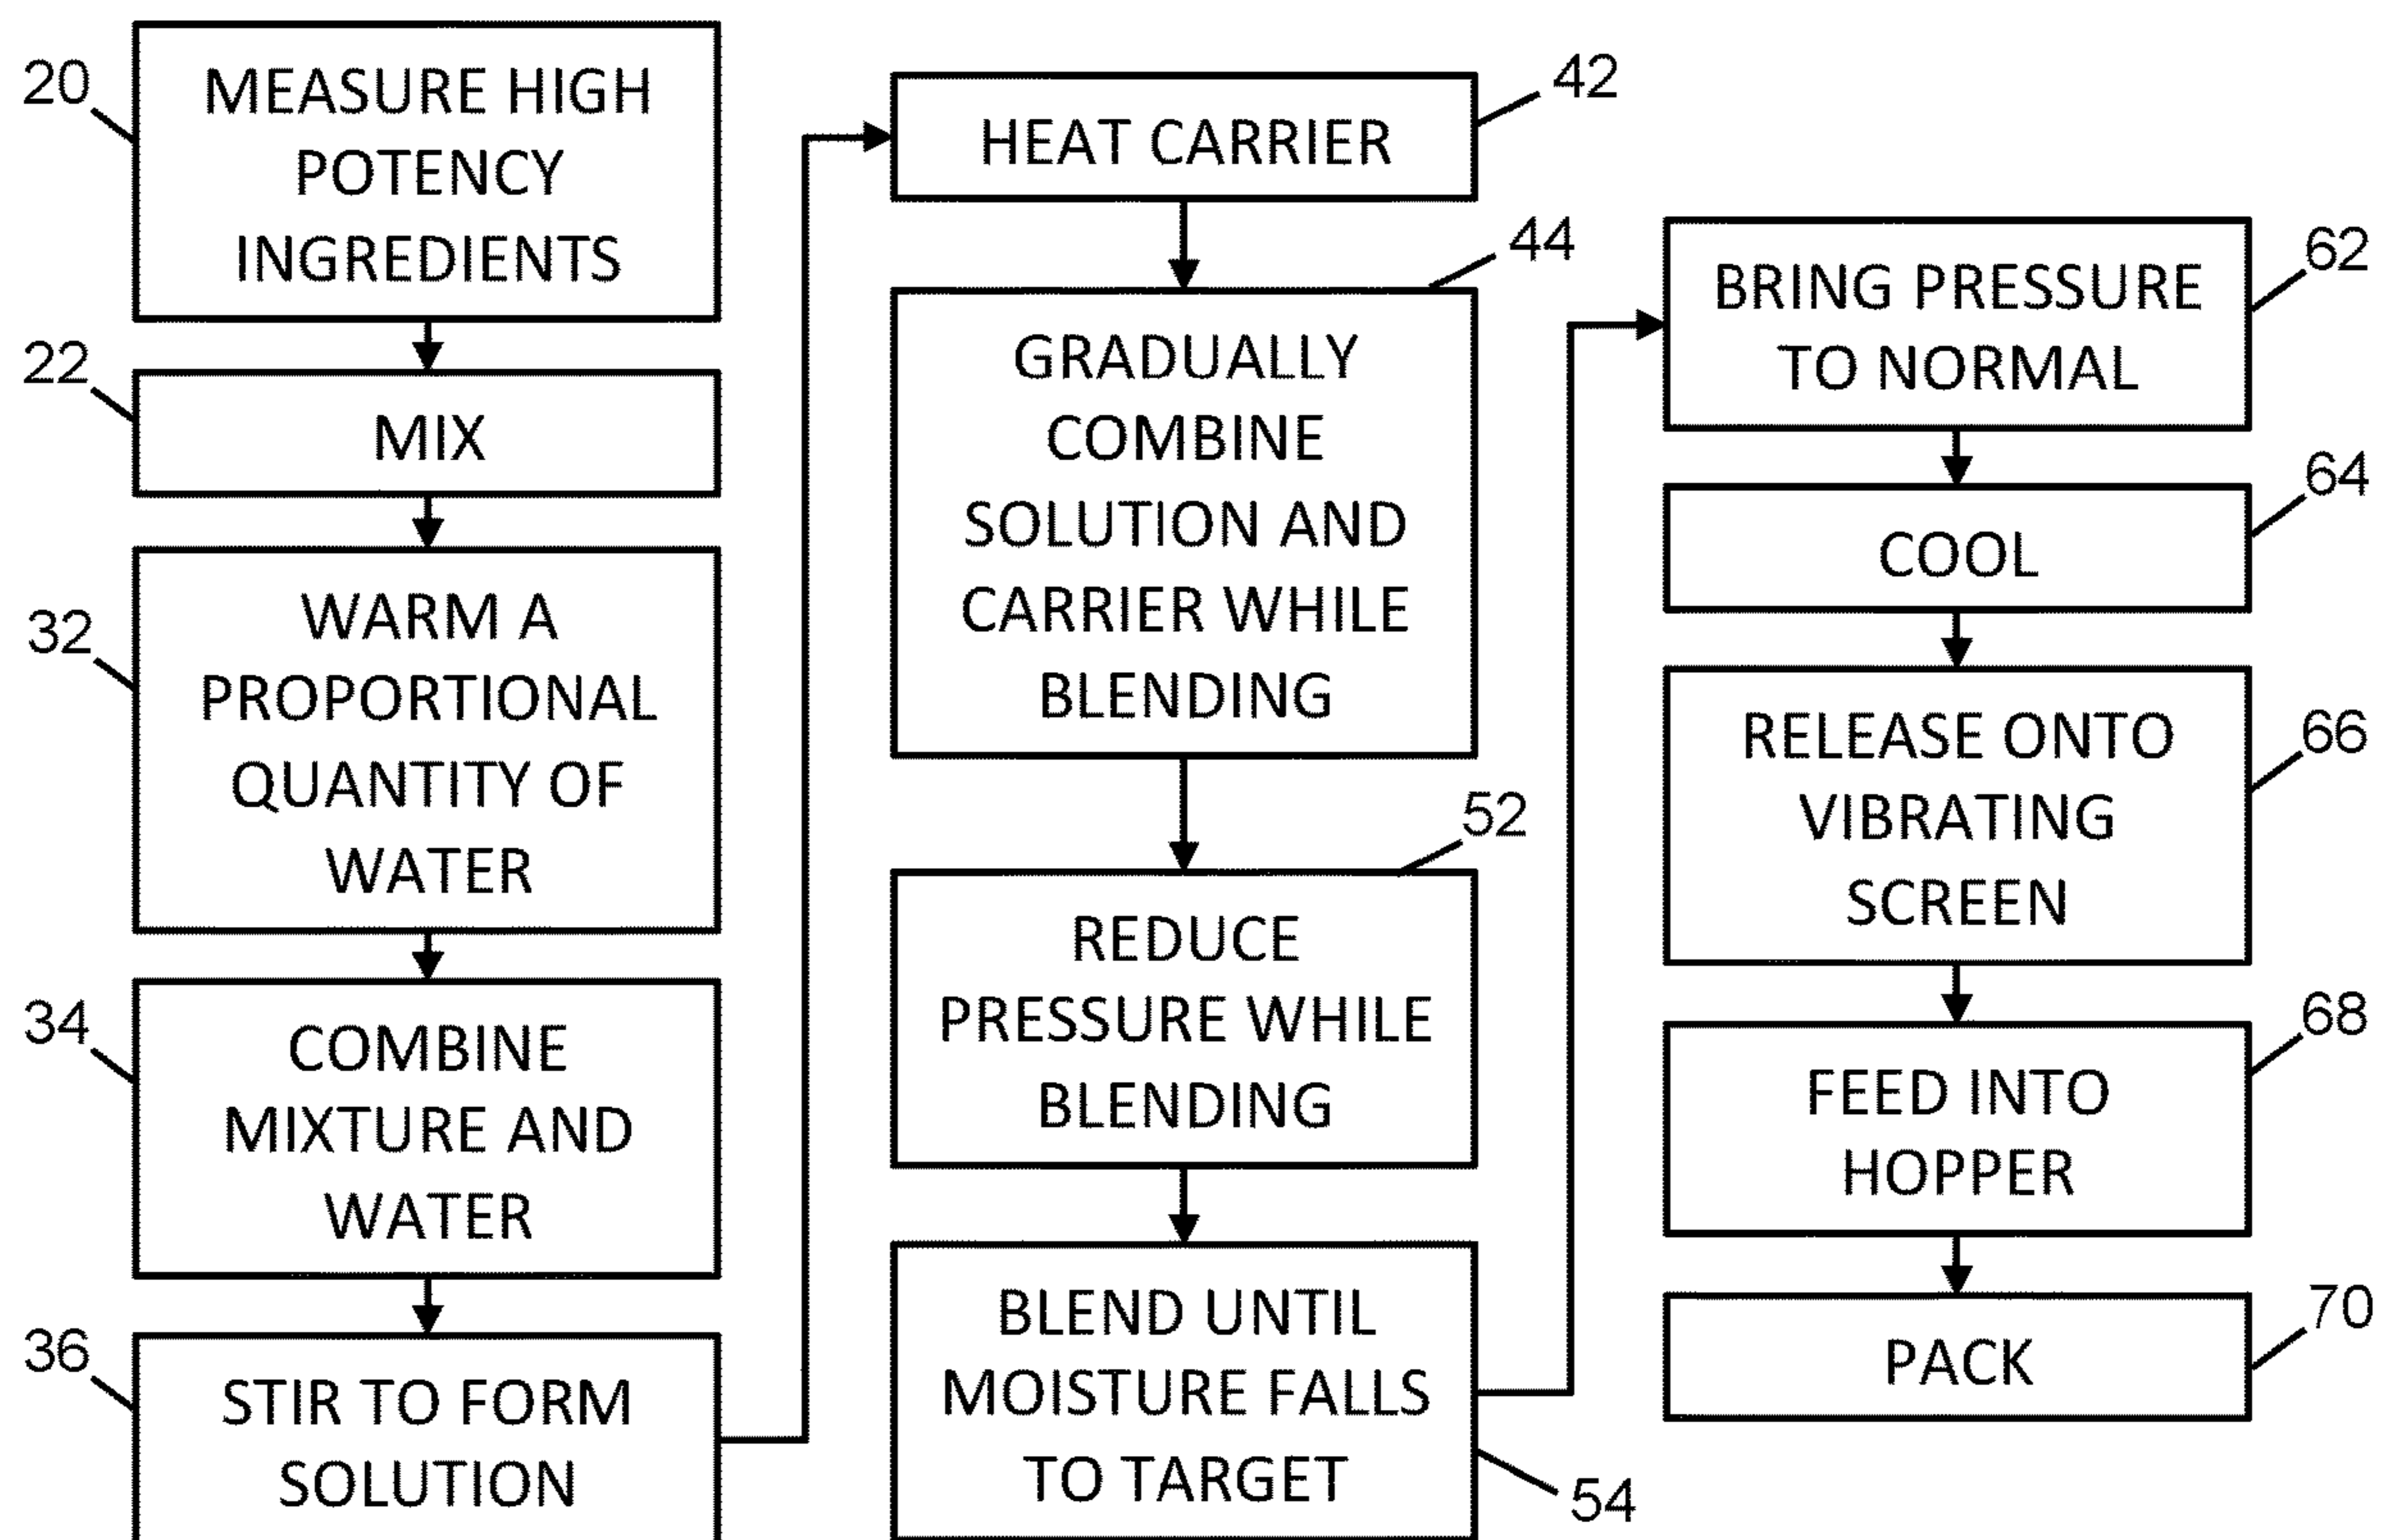 20
MEASURE HIGH
POTENCY
INGREDIENTS
22
MIX
32
WARM A
PROPORTIONAL
QUANTITY OF
WATER
34
COMBINE
MIXTURE AND
WATER
36
STIR TO FORM
SOLUTION
42
HEAT CARRIER
44
GRADUALLY
COMBINE
SOLUTION AND
CARRIER WHILE
BLENDING
52
REDUCE
PRESSURE WHILE
BLENDING
BLEND UNTIL
MOISTURE FALLS
TO TARGET
54
62
BRING PRESSURE
TO NORMAL
64
COOL
66
RELEASE ONTO
VIBRATING
SCREEN
68
FEED INTO
HOPPER
70
PACK